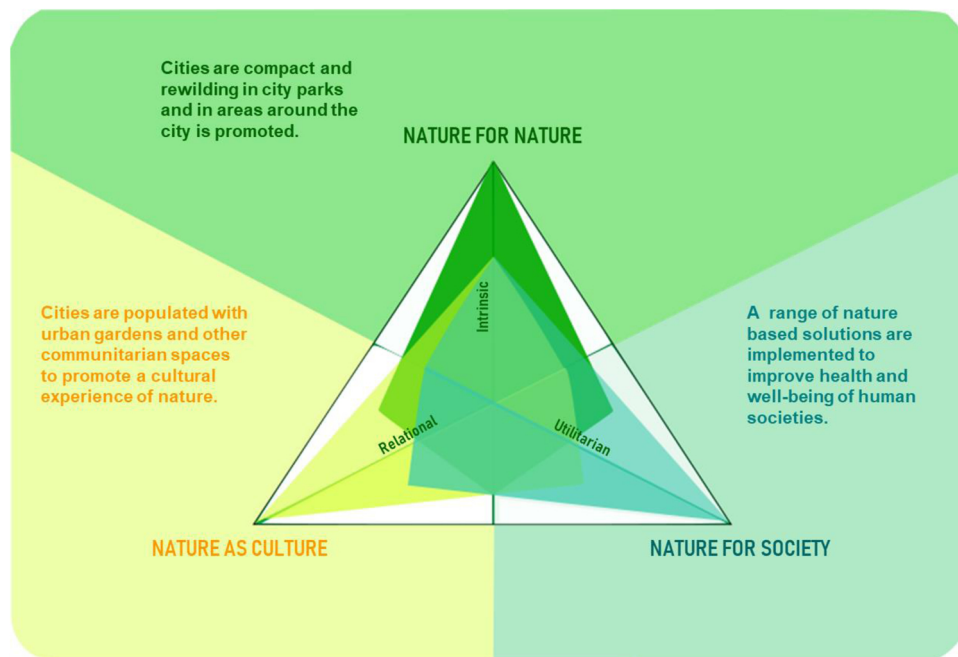 Cities are compact and
rewilding in city parks
and in areas around the
city is promoted.
NATURE FOR NATURE
Intrinsic
Cities are populated with
urban gardens and other
communitarian spaces
to promote a cultural
experience of nature.
A range of nature
based solutions are
implemented to
improve health and
well-being of human
societies.
Relational
Utilitarian
NATURE AS CULTURE
NATURE FOR SOCIETY